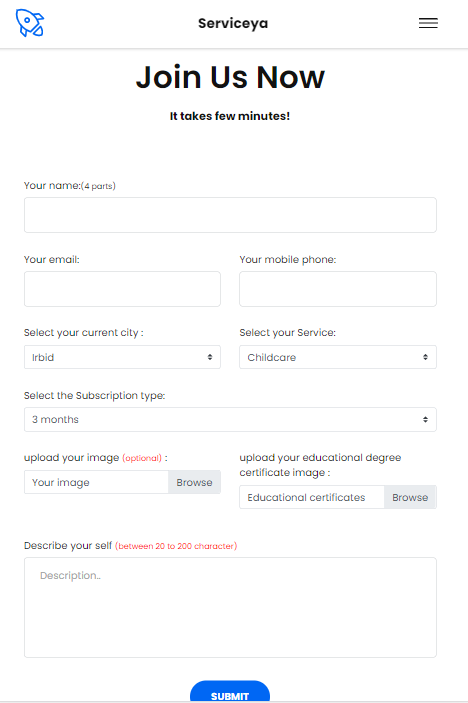 Serviceya
Join Us Now
It takes few minutes!
Your name:(4 parts)
Your email:
Your mobile phone:
Select your current city :
Select your Service:
Irbid
Childcare
Select the Subscription type:
3 months
upload your image (optional) :
upload your educational degree
certificate image :
Your image
Browse
Educational certificates
Browse
Describe your self (between 20 to 200 character)
Description..
SUBMIT